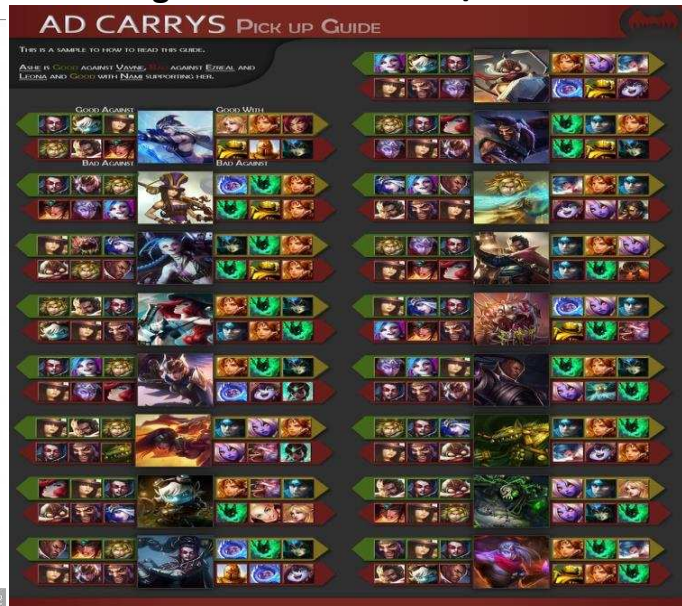 AD CARRYS PICK UP GUIDE
THIS IS A SAMPLE TO HOW TO READ THIS GUIDE.
ASHE IS GOOD AGAINST VAYNE, BAD AGAINST EZREAL AND
LEONA AND GOOD WITH NAMI SUPPORTING HER.
GOOD AGAINST
GOOD WITH
BAD AGAINST
BAD AGAINST